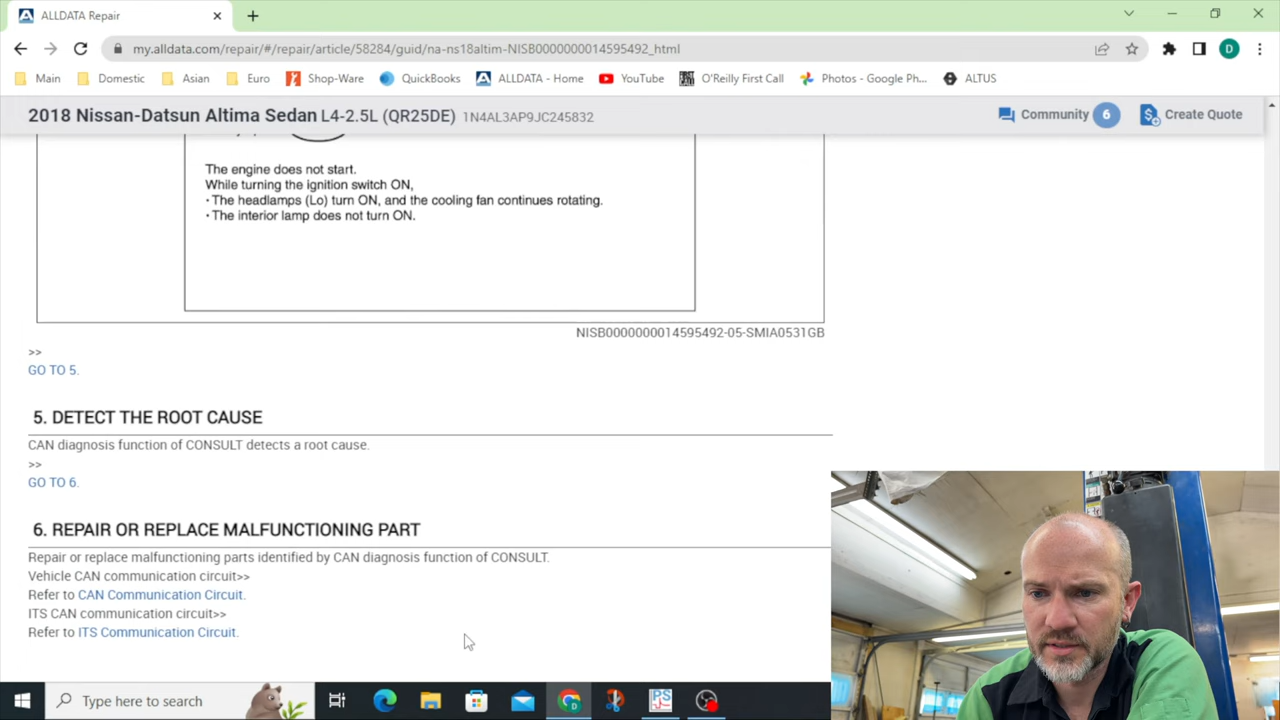 ALLDATA Repair
my.alldata.com/repair/#/repair/article/58284/guid/na-ns18altim-NISB0000000014595492_html
D
Main
Domestic
Asian
Euro
Shop-Ware
QuickBooks
ALLDATA - Home
YouTube
O'Reilly First Call
Photos - Google Ph...
ALTUS
2018 Nissan-Datsun Altima Sedan L4-2.5L (QR25DE) 1N4AL3AP9JC245832
Community 6
Create Quote
The engine does not start.
While turning the ignition switch ON,
·The headlamps (Lo) turn ON, and the cooling fan continues rotating.
·The interior lamp does not turn ON.
NISB0000000014595492-05-SMIA0531GB
>>
GO TO 5.
5. DETECT THE ROOT CAUSE
CAN diagnosis function of CONSULT detects a root cause.
>>
GO TO 6.
6. REPAIR OR REPLACE MALFUNCTIONING PART
Repair or replace malfunctioning parts identified by CAN diagnosis function of CONSULT.
Vehicle CAN communication circuit>>
Refer to CAN Communication Circuit.
ITS CAN communication circuit>>
Refer to ITS Communication Circuit.
Type here to search